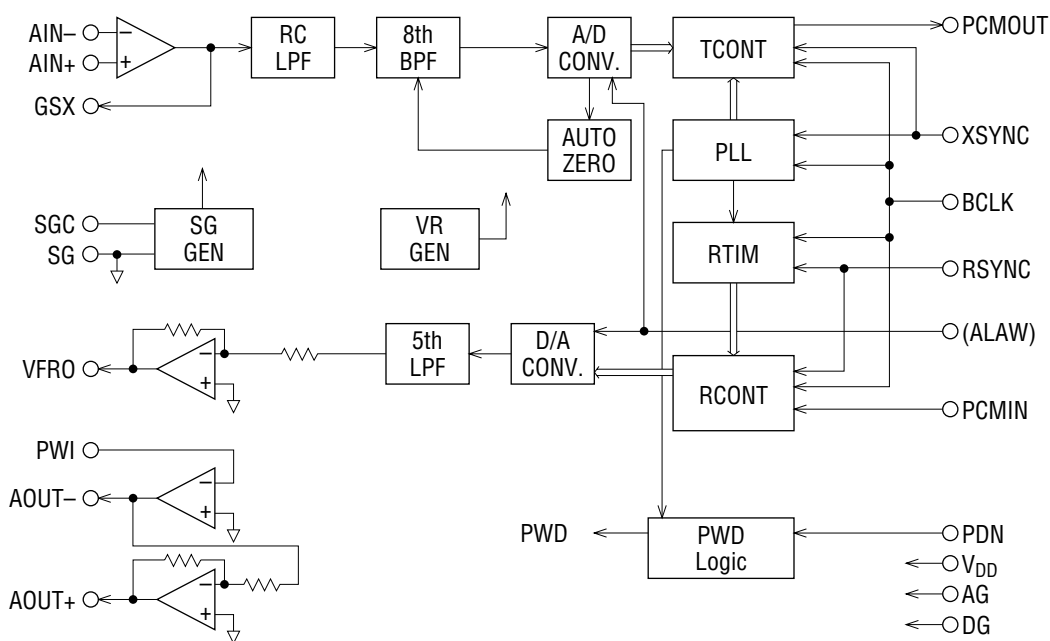 AIN–
AIN+
GSX
–
+
RC
LPF
8th
BPF
A/D
CONV.
TCONT
PCMOUT
AUTO
ZERO
PLL
XSYNC
BCLK
SGC
SG
SG
GEN
VR
GEN
RTIM
RSYNC
(ALAW)
VFRO
–
+
5th
LPF
D/A
CONV.
RCONT
PCMIN
PWI
AOUT–
–
+
AOUT+
–
+
PWD
PWD
Logic
PDN
VDD
AG
DG